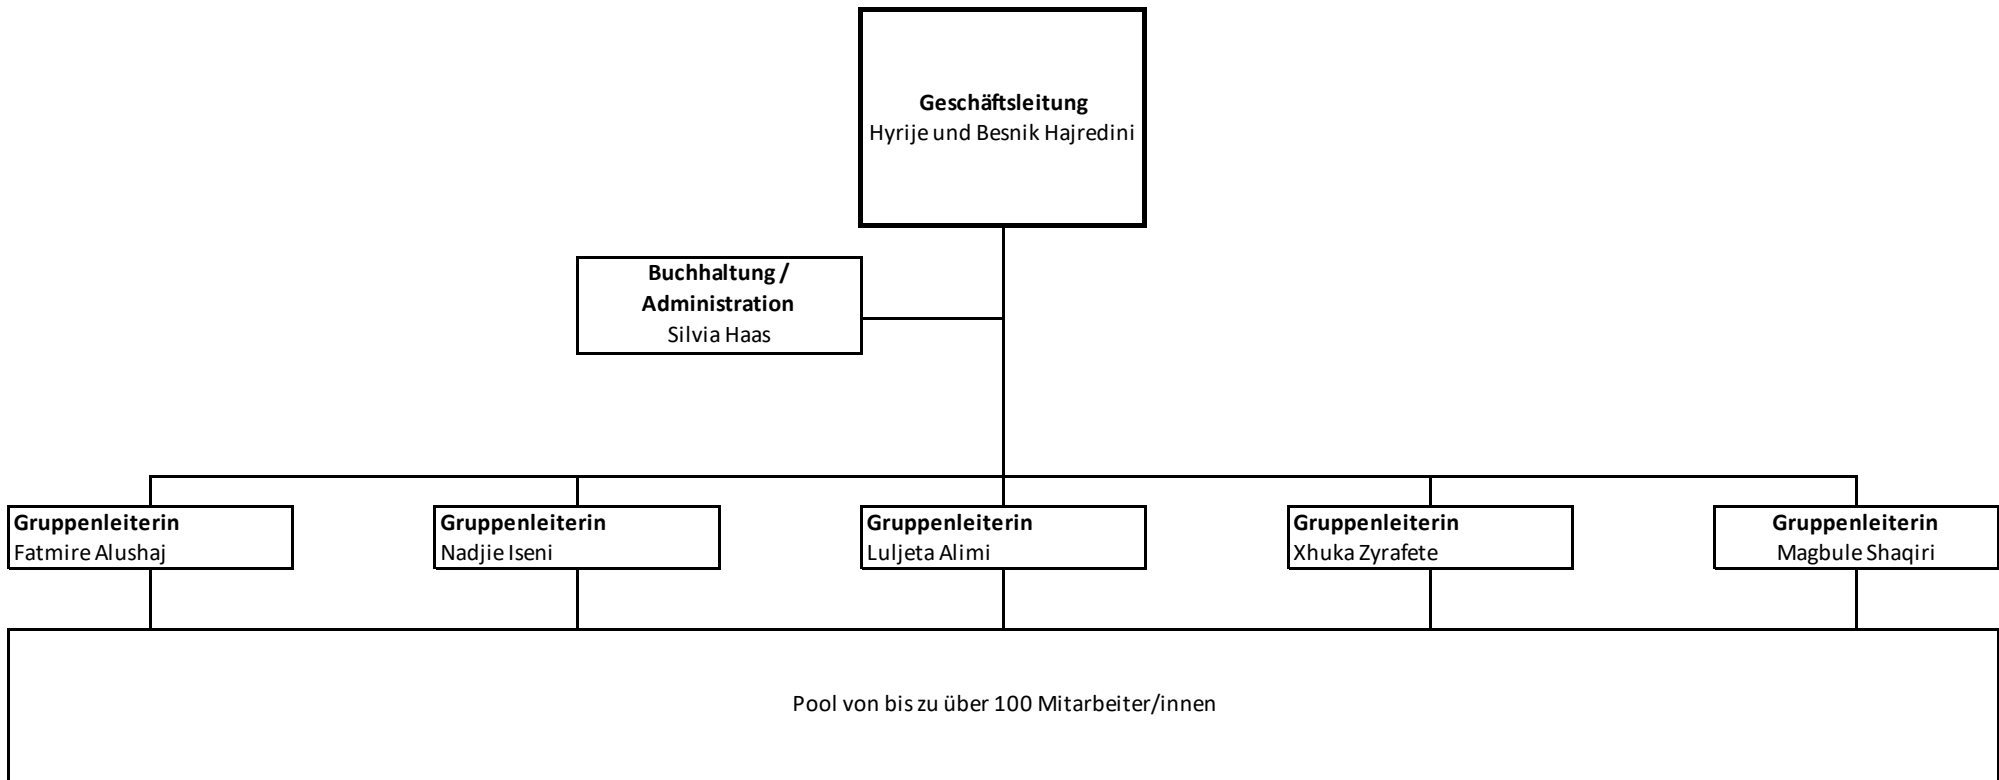 Geschäftsleitung
Hyrije und Besnik Hajredini
Buchhaltung /
Administration
Silvia Haas
Gruppenleiterin
Fatmire Alushaj
Gruppenleiterin
Nadjie Iseni
Gruppenleiterin
Luljeta Alimi
Gruppenleiterin
Xhuka Zyrafete
Gruppenleiterin
Magbule Shaqiri
Pool von bis zu über 100 Mitarbeiter/innen